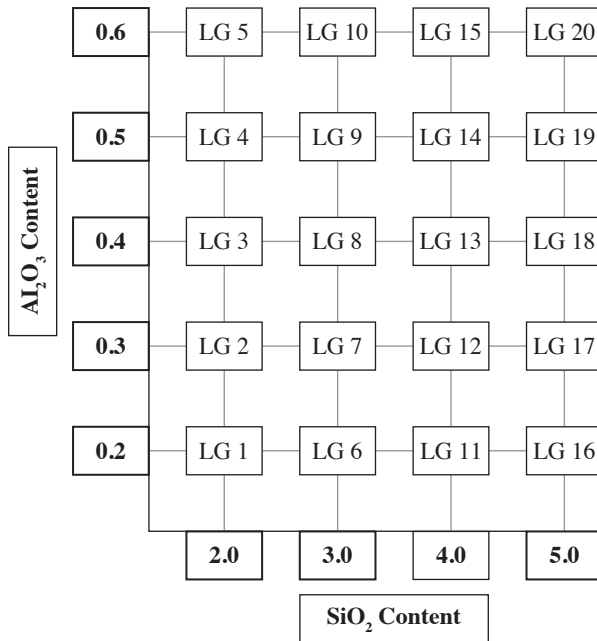 0.6 LG 5 LG 10 LG 15 LG 20
0.5 LG 4 LG 9 LG 14 LG 19
0.4 LG 3 LG 8 LG 13 LG 18
0.3 LG 2 LG 7 LG 12 LG 17
0.2 LG 1 LG 6 LG 11 LG 16
2.0 3.0 4.0 5.0
Al₂O₃ Content
SiO₂ Content